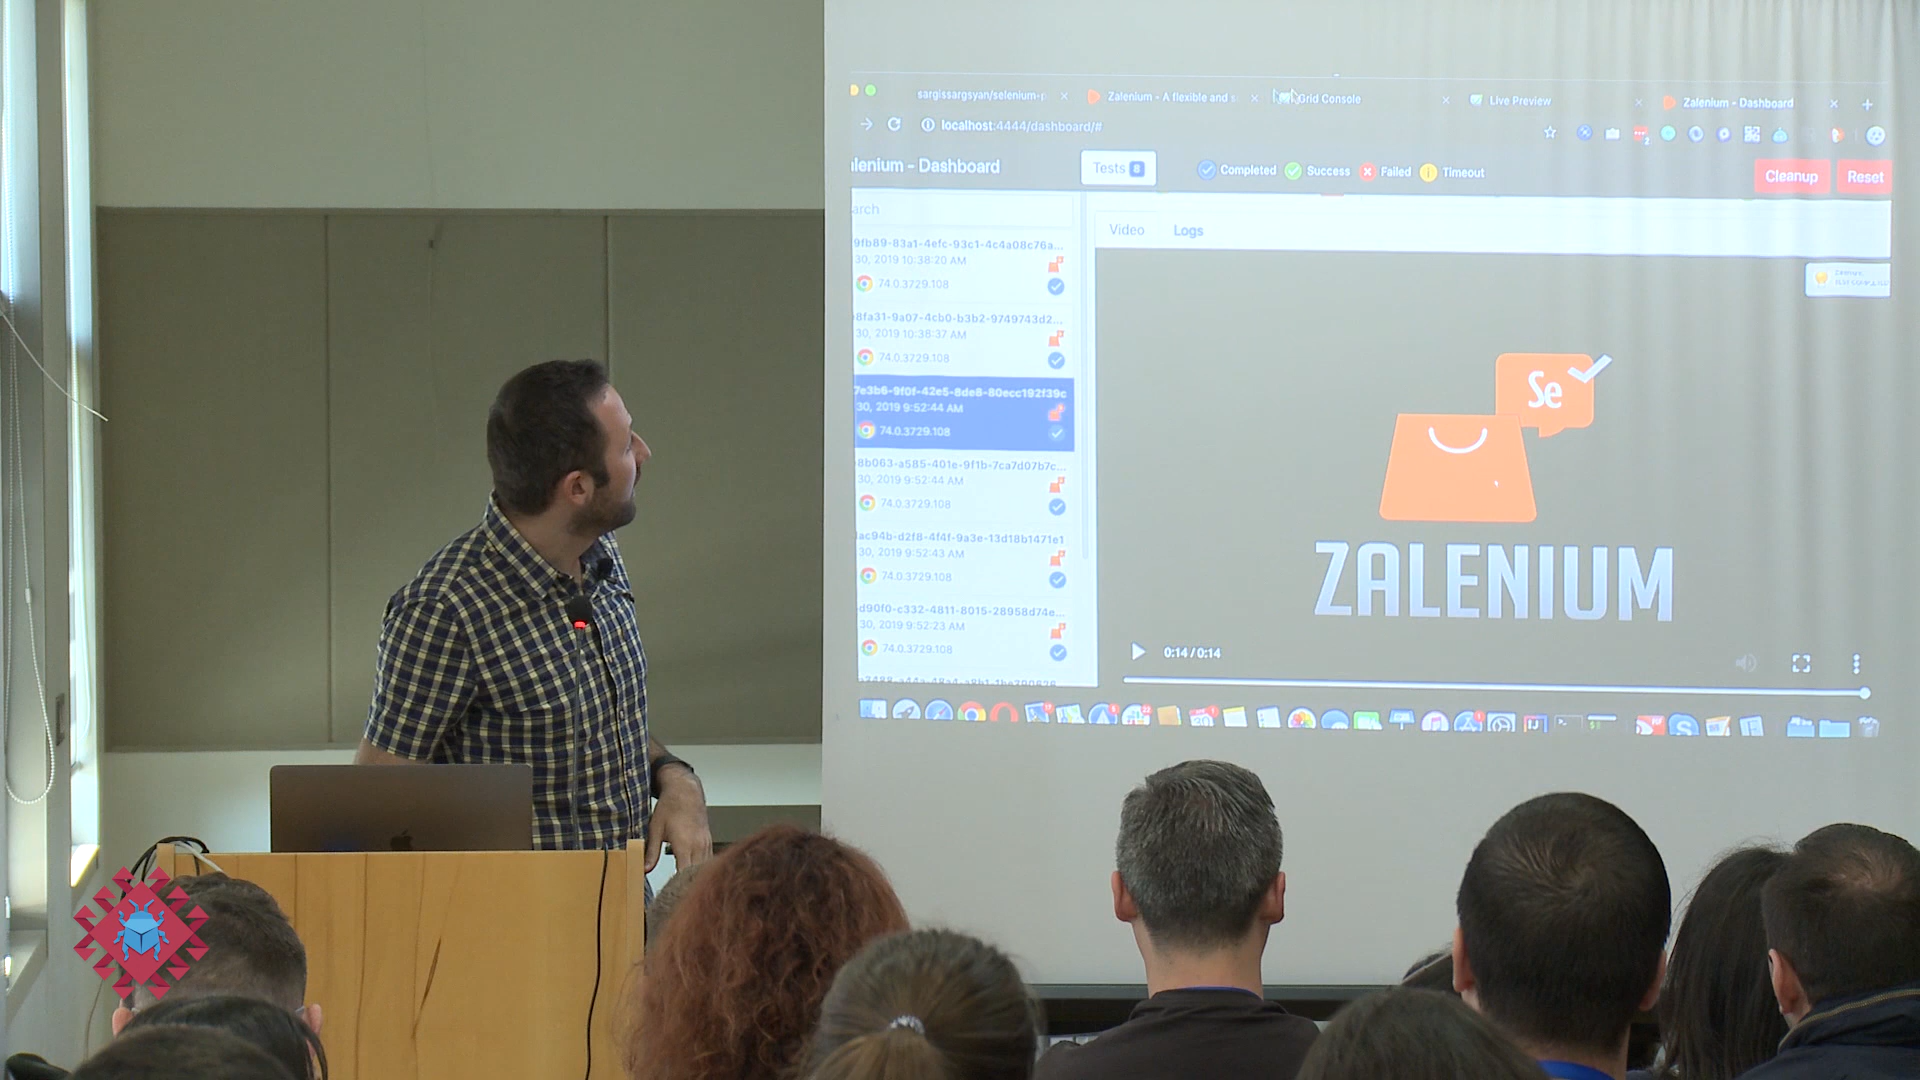 sargissargsyan/selenium-
Zalenium - A flexible and
Grid Console
Live Preview
Zalenium - Dashboard
localhost:4444/dashboard/#
lenium - Dashboard
Tests 8
Completed
Success
Failed
Timeout
Cleanup
Reset
arch
Video
Logs
9fb89-83a1-4efc-93c1-4c4a08c76a...
30, 2019 10:38:20 AM
74.0.3729.108
8fa31-9a07-4cb0-b3b2-9749743d2...
30, 2019 10:38:37 AM
74.0.3729.108
7e3b6-9f0f-42e5-8de8-80ecc192f39c
30, 2019 9:52:44 AM
74.0.3729.108
8b063-a585-401e-9f1b-7ca7d07b7c...
30, 2019 9:52:44 AM
74.0.3729.108
ac94b-d2f8-4f4f-9a3e-13d18b1471e1
30, 2019 9:52:43 AM
74.0.3729.108
d90f0-c332-4811-8015-28958d74e...
30, 2019 9:52:23 AM
74.0.3729.108
Se
ZALENIUM
0:14 / 0:14